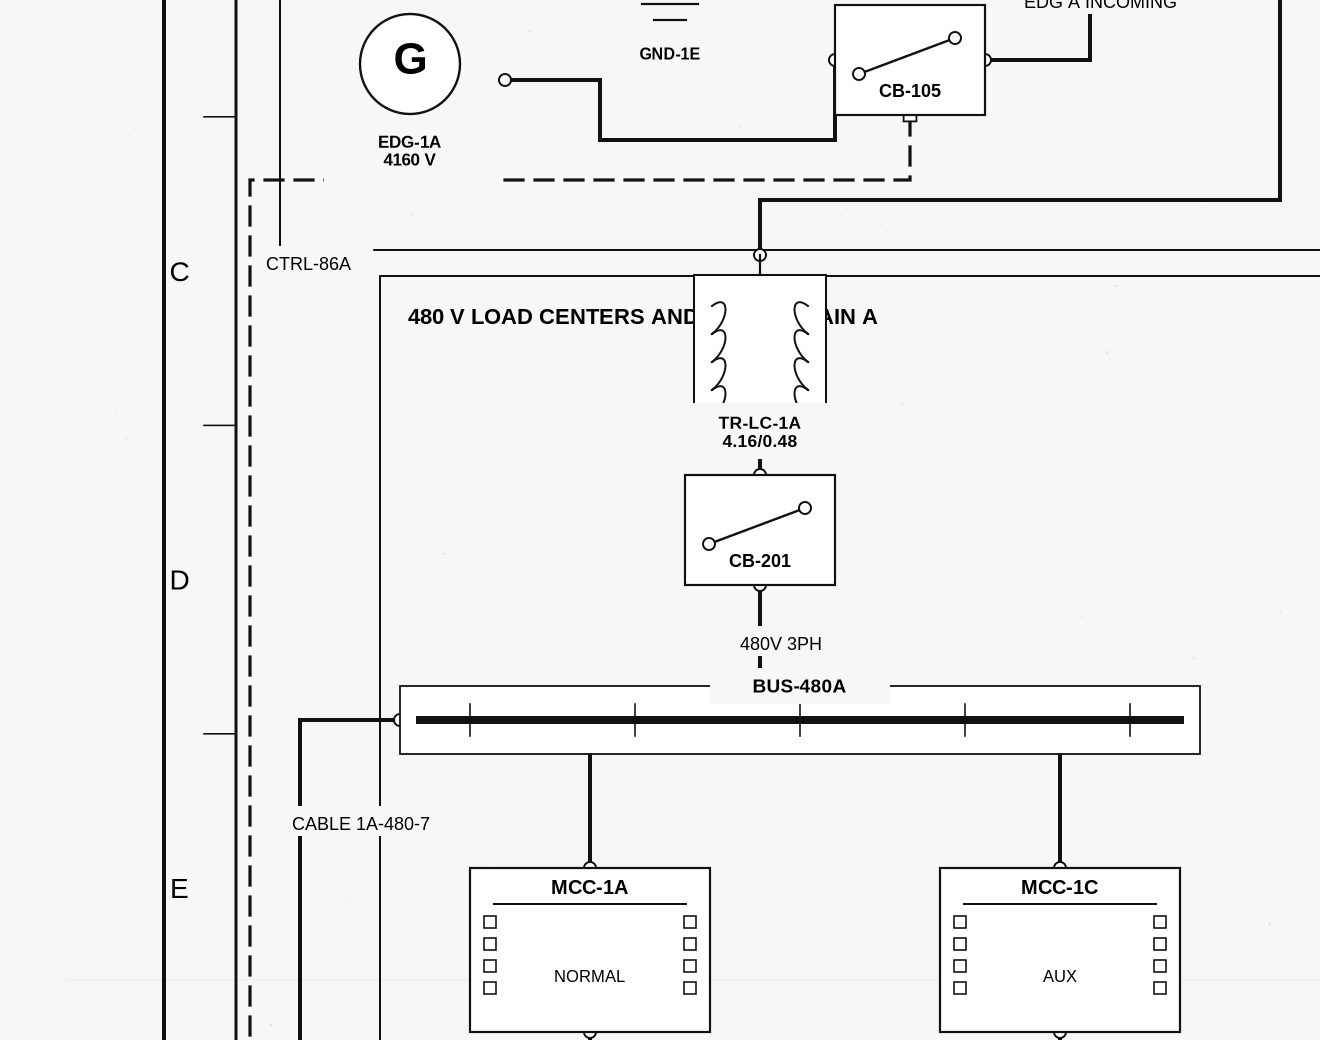 EDG A INCOMING
G
GND-1E
CB-105
EDG-1A
4160 V
C
CTRL-86A
480 V LOAD CENTERS AND AIN A
TR-LC-1A
4.16/0.48
D
CB-201
480V 3PH
BUS-480A
CABLE 1A-480-7
E
MCC-1A
MCC-1C
NORMAL
AUX